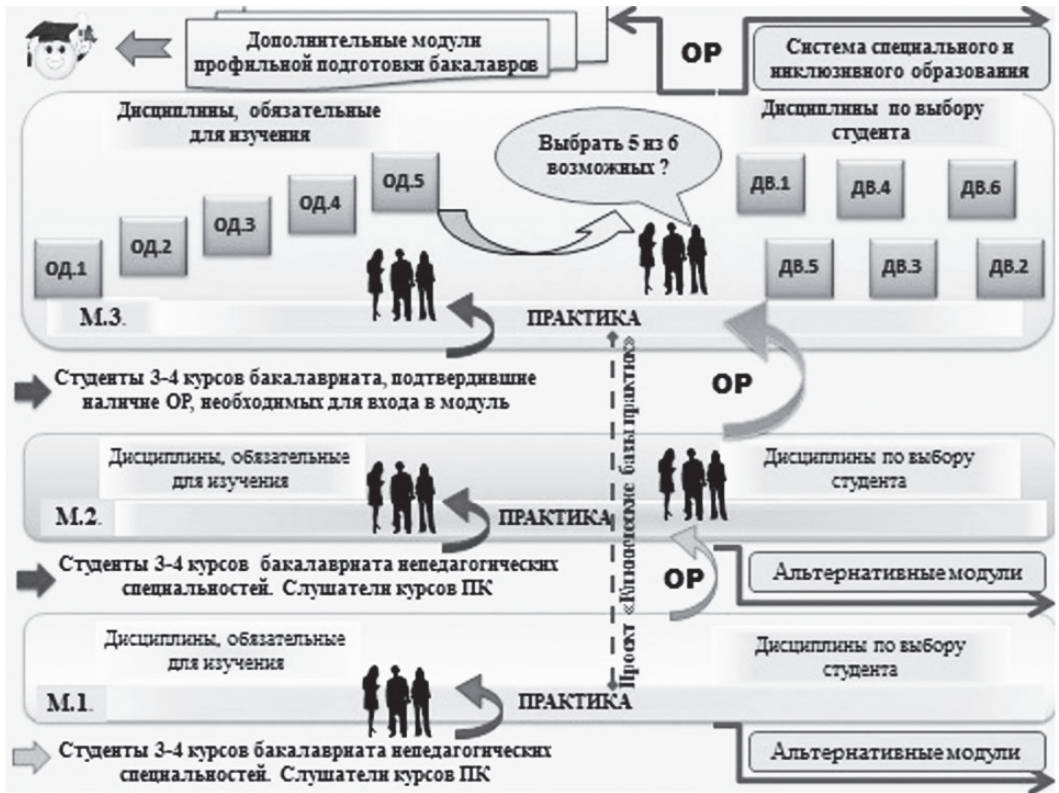 Дополнительные модули
профильной подготовки бакалавров
ОР
Система специального и
инклюзивного образования
Дисциплины, обязательные
для изучения
Выбрать 5 из 6
возможных ?
Дисциплины по выбору
студента
ОД.1
ОД.2
ОД.3
ОД.4
ОД.5
ДВ.1
ДВ.4
ДВ.6
ДВ.5
ДВ.3
ДВ.2
М.3.
ПРАКТИКА
Студенты 3-4 курсов бакалавриата, подтвердившие
наличие ОР, необходимых для входа в модуль
ОР
Проект «Клинические базы практик»
Дисциплины, обязательные
для изучения
Дисциплины по выбору
студента
М.2.
ПРАКТИКА
Студенты 3-4 курсов бакалавриата непедагогических
специальностей. Слушатели курсов ПК
ОР
Альтернативные модули
Дисциплины, обязательные
для изучения
Дисциплины по выбору
студента
М.1.
ПРАКТИКА
Студенты 3-4 курсов бакалавриата непедагогических
специальностей. Слушатели курсов ПК
Альтернативные модули